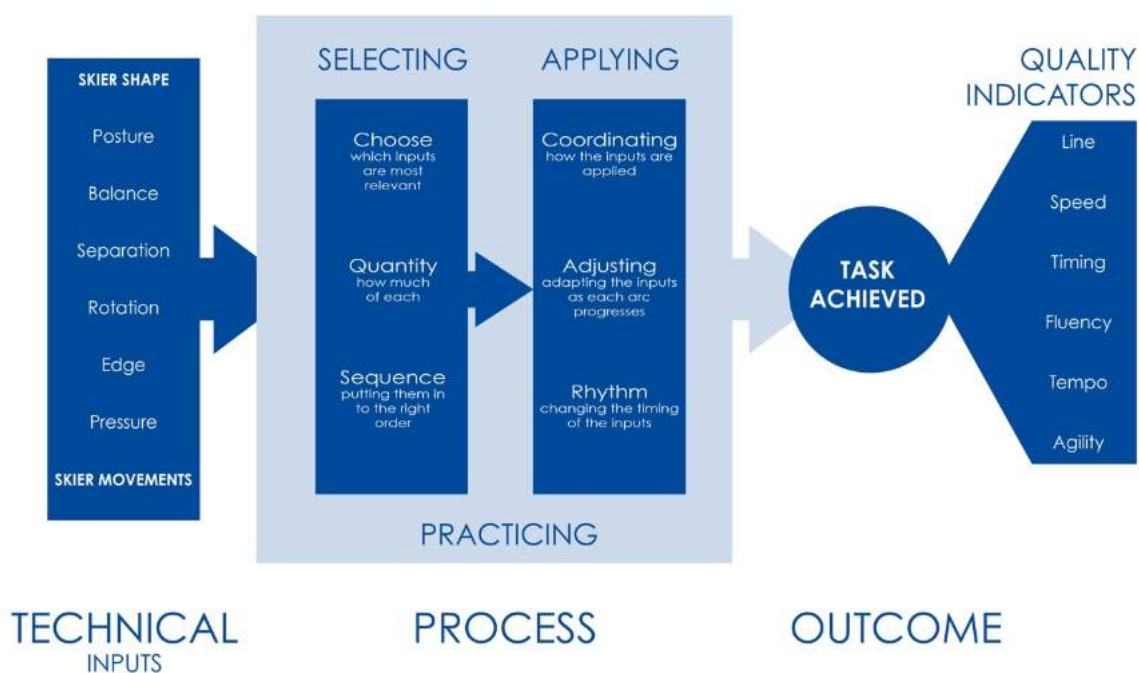 SKIER SHAPE
Posture
Balance
Separation
Rotation
Edge
Pressure
SKIER MOVEMENTS
SELECTING
Choose
which inputs
are most
relevant
Quantity
how much
of each
Sequence
putting them in
to the right
order
APPLYING
Coordinating
how the inputs are
applied
Adjusting
adapting the inputs
as each arc
progresses
Rhythm
changing the timing
of the inputs
PRACTICING
TASK
ACHIEVED
QUALITY
INDICATORS
Line
Speed
Timing
Fluency
Tempo
Agility
TECHNICAL
INPUTS
PROCESS
OUTCOME